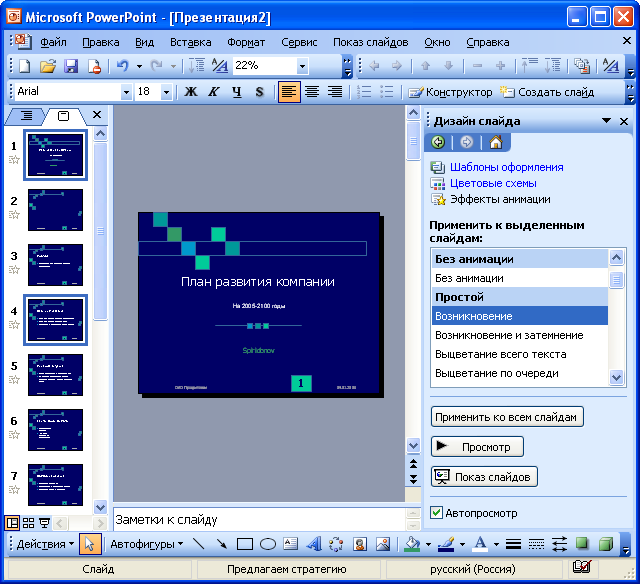 Microsoft PowerPoint - [Презентация2]
Файл Правка Вид Вставка Формат Сервис Показ слайдов Окно Справка
22%
Arial 18 Ж К Ч S Конструктор Создать слайд
Дизайн слайда
Шаблоны оформления
Цветовые схемы
Эффекты анимации
Применить к выделенным
слайдам:
Без анимации
Без анимации
Простой
Возникновение
Возникновение и затемнение
Выцветание всего текста
Выцветание по очереди
Применить ко всем слайдам
Просмотр
Показ слайдов
Автопросмотр
1
2
3
4
5
6
7
План развития компании
На 2005-2100 годы
Spiridonov
1
Заметки к слайду
Действия Автофигуры
Слайд Предлагаем стратегию русский (Россия)